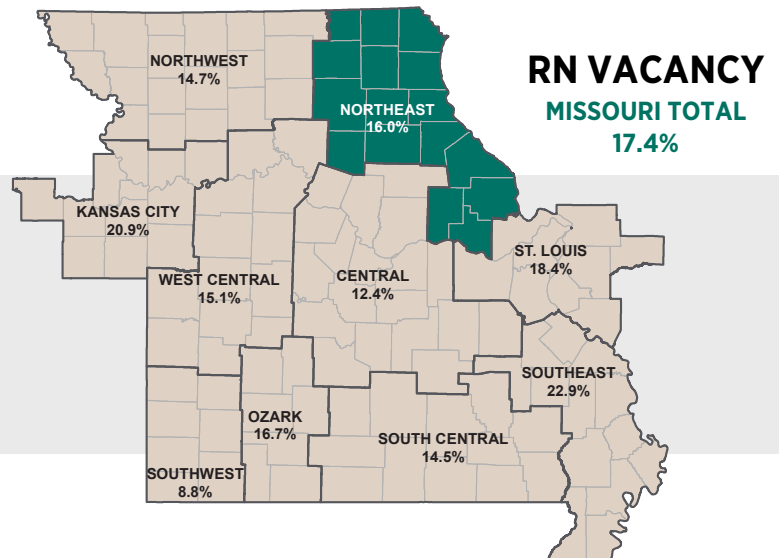 RN VACANCY
MISSOURI TOTAL
17.4%
NORTHWEST
14.7%
NORTHEAST
16.0%
KANSAS CITY
20.9%
WEST CENTRAL
15.1%
CENTRAL
12.4%
ST. LOUIS
18.4%
SOUTHEAST
22.9%
OZARK
16.7%
SOUTH CENTRAL
14.5%
SOUTHWEST
8.8%